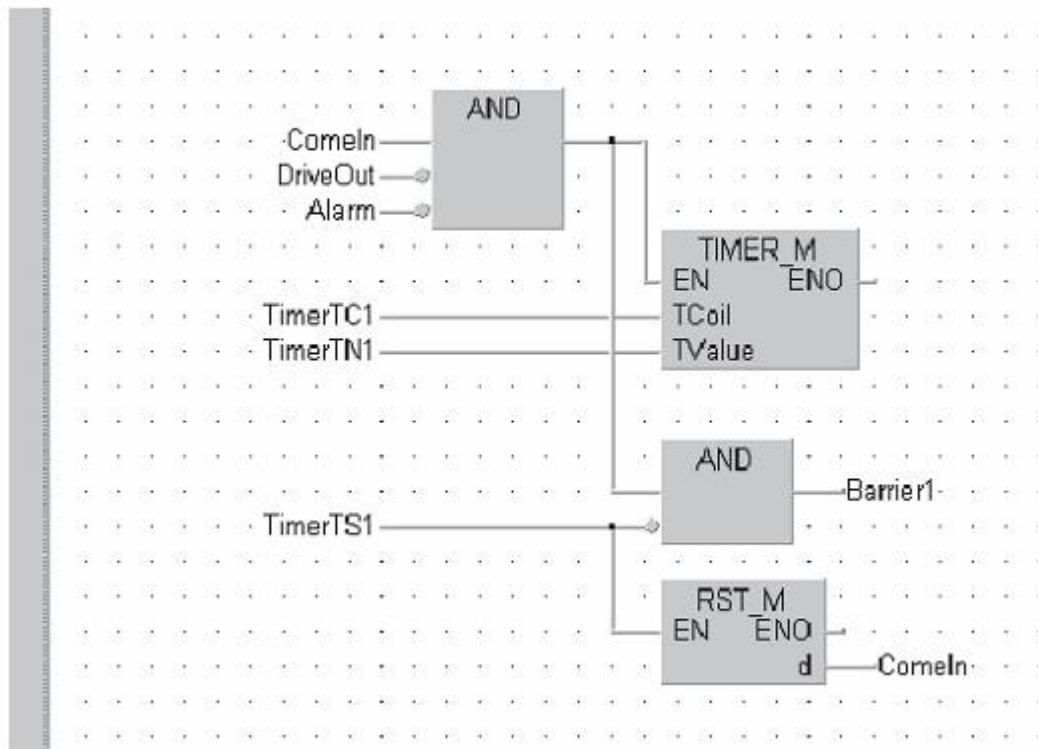 AND
ComeIn
DriveOut
Alarm
TIMER_M
EN ENO
TimerTC1 TCoil
TimerTN1 TValue
AND
Barrier1
TimerTS1
RST_M
EN ENO
d ComeIn